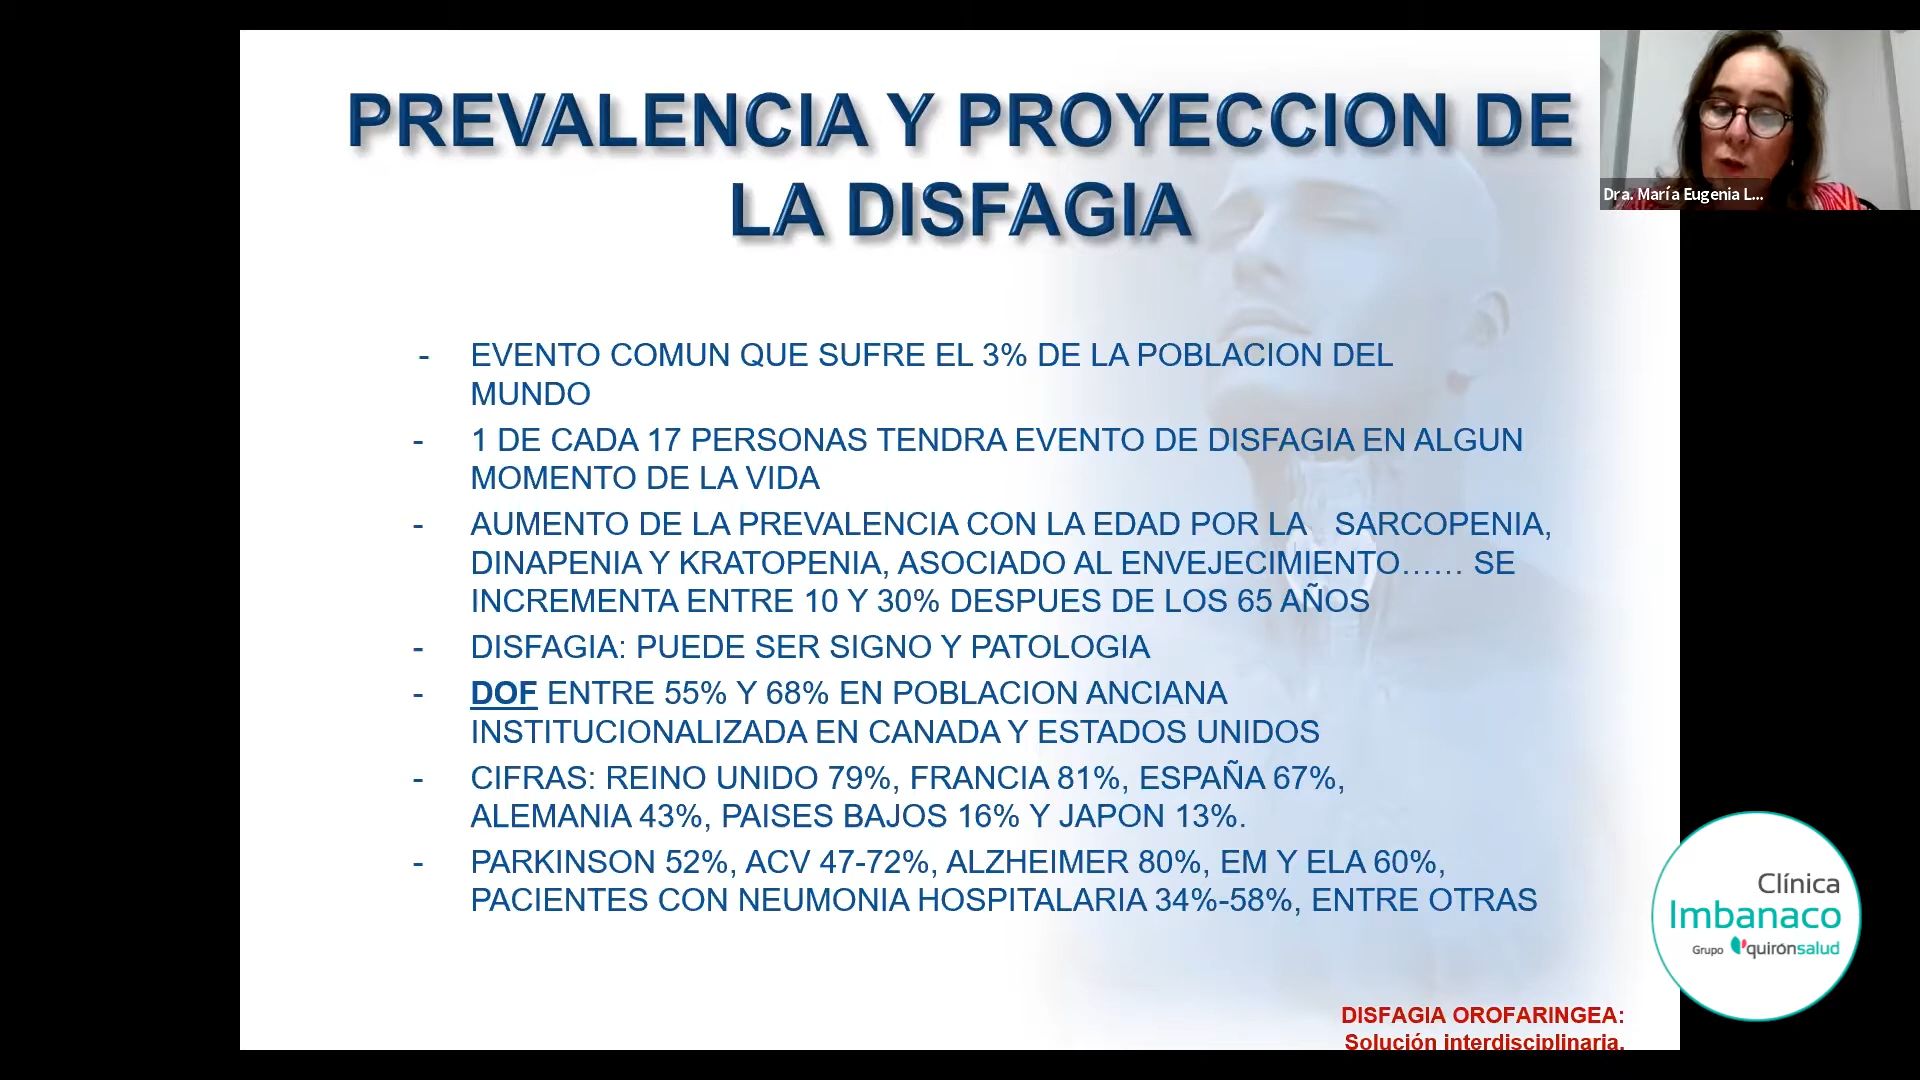 PREVALENCIA Y PROYECCION DE
LA DISFAGIA
Dra. María Eugenia L...
- EVENTO COMUN QUE SUFRE EL 3% DE LA POBLACION DEL
MUNDO
- 1 DE CADA 17 PERSONAS TENDRA EVENTO DE DISFAGIA EN ALGUN
MOMENTO DE LA VIDA
- AUMENTO DE LA PREVALENCIA CON LA EDAD POR LA SARCOPENIA,
DINAPENIA Y KRATOPENIA, ASOCIADO AL ENVEJECIMIENTO…… SE
INCREMENTA ENTRE 10 Y 30% DESPUES DE LOS 65 AÑOS
- DISFAGIA: PUEDE SER SIGNO Y PATOLOGIA
- DOF ENTRE 55% Y 68% EN POBLACION ANCIANA
INSTITUCIONALIZADA EN CANADA Y ESTADOS UNIDOS
- CIFRAS: REINO UNIDO 79%, FRANCIA 81%, ESPAÑA 67%,
ALEMANIA 43%, PAISES BAJOS 16% Y JAPON 13%.
- PARKINSON 52%, ACV 47-72%, ALZHEIMER 80%, EM Y ELA 60%,
PACIENTES CON NEUMONIA HOSPITALARIA 34%-58%, ENTRE OTRAS
Clínica
Imbanaco
Grupo quirónsalud
DISFAGIA OROFARINGEA:
Solución interdisciplinaria.